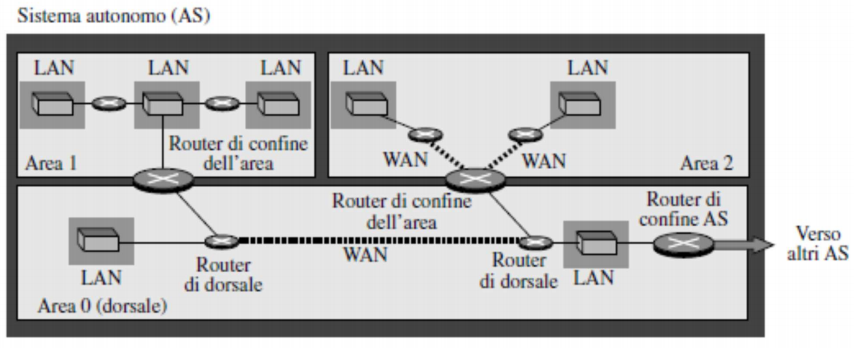 Sistema autonomo (AS)
LAN
LAN
LAN
LAN
LAN
Router di confine
dell'area
Area 1
WAN
WAN
Area 2
Router di confine
dell'area
Router di
confine AS
Verso
altri AS
WAN
LAN
Router
di dorsale
Router
di dorsale
LAN
Area 0 (dorsale)